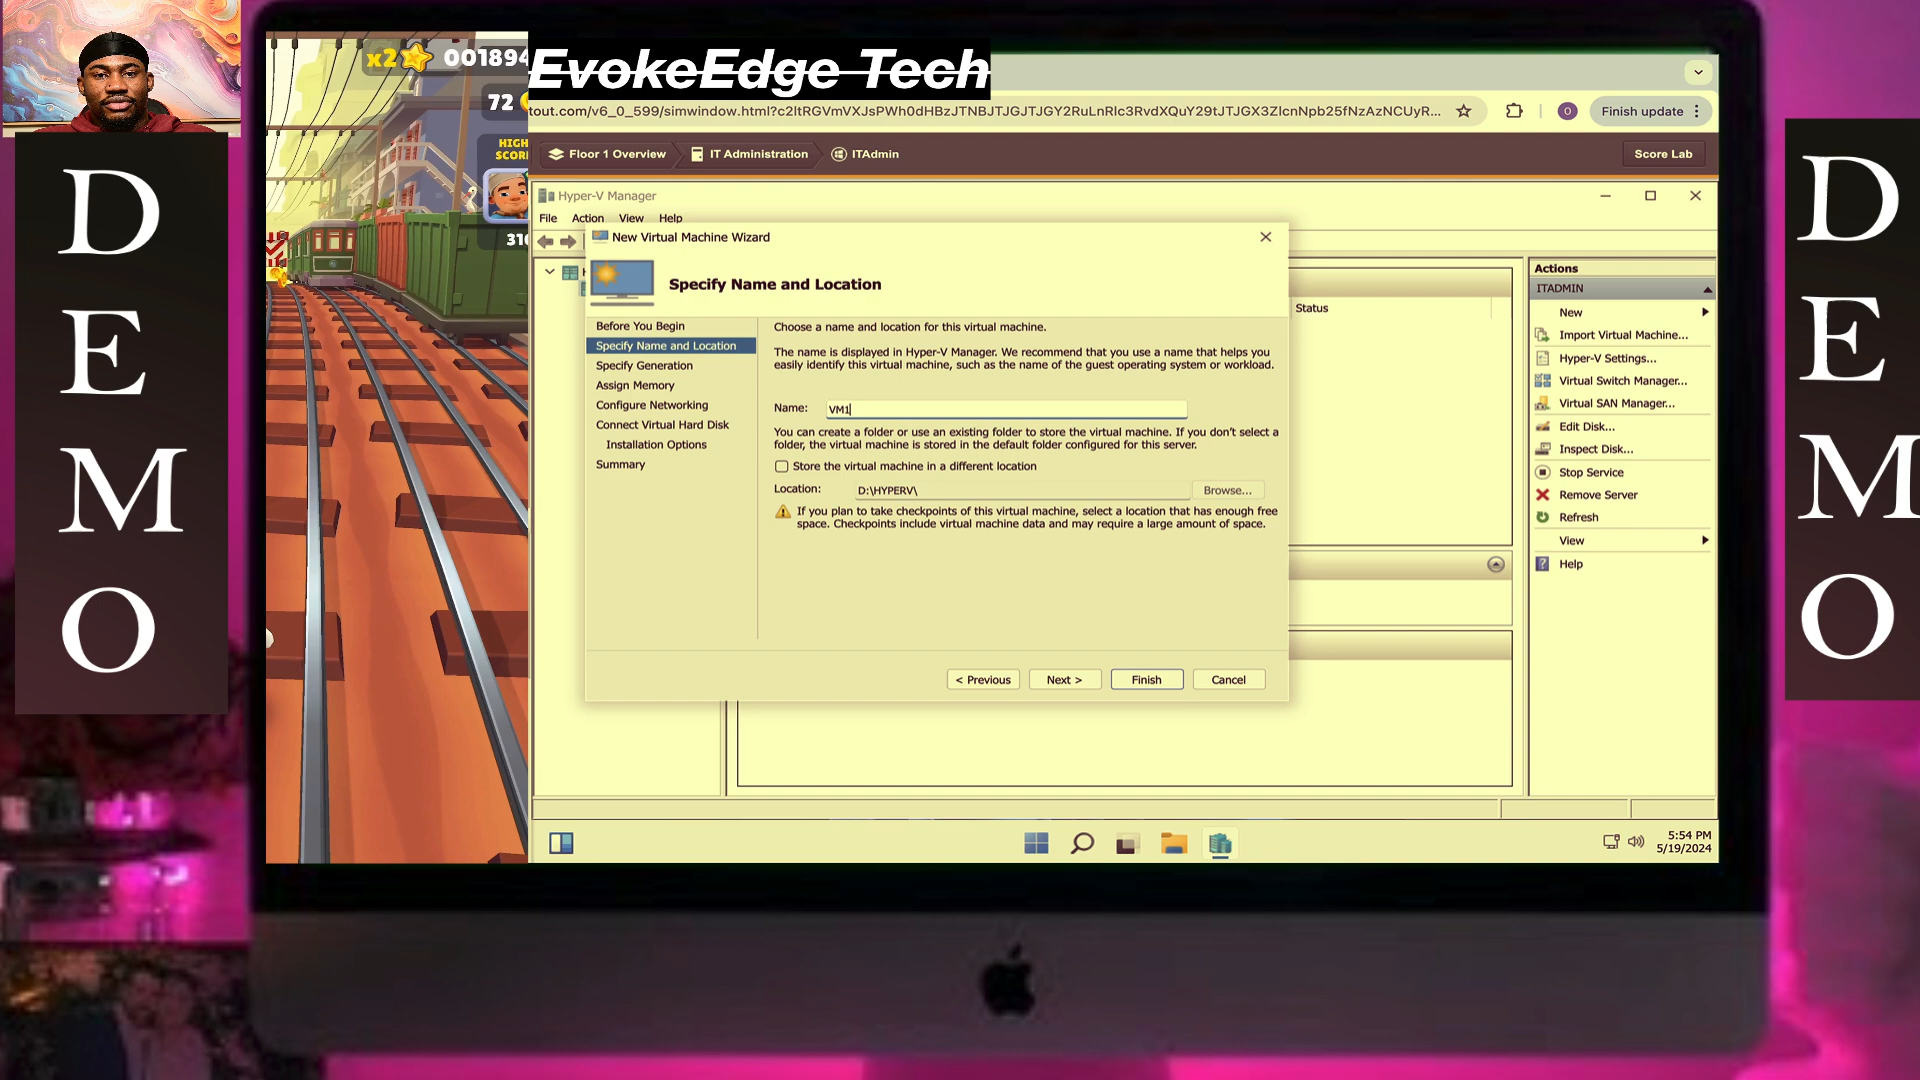 D
E
M
O
x2
001894
72
HIGH
SCORE
EvokeEdge Tech
tout.com/v6_0_599/simwindow.html?c2ltRGVmVXJsPWh0dHBzJTNBJTJGJTJGY2RuLnRlc3RvdXQuY29tJTJGX3ZlcnNpb25fNzAzNCUyR...
Finish update
Floor 1 Overview
IT Administration
ITAdmin
Score Lab
Hyper-V Manager
File Action View Help
New Virtual Machine Wizard
Specify Name and Location
Before You Begin
Specify Name and Location
Specify Generation
Assign Memory
Configure Networking
Connect Virtual Hard Disk
Installation Options
Summary
Choose a name and location for this virtual machine.
The name is displayed in Hyper-V Manager. We recommend that you use a name that helps you
easily identify this virtual machine, such as the name of the guest operating system or workload.
Name: VM1
You can create a folder or use an existing folder to store the virtual machine. If you don't select a
folder, the virtual machine is stored in the default folder configured for this server.
Store the virtual machine in a different location
Location: D:\HYPERV\
Browse...
If you plan to take checkpoints of this virtual machine, select a location that has enough free
space. Checkpoints include virtual machine data and may require a large amount of space.
< Previous
Next >
Finish
Cancel
Status
Actions
ITADMIN
New
Import Virtual Machine...
Hyper-V Settings...
Virtual Switch Manager...
Virtual SAN Manager...
Edit Disk...
Inspect Disk...
Stop Service
Remove Server
Refresh
View
Help
5:54 PM
5/19/2024
D
E
M
O